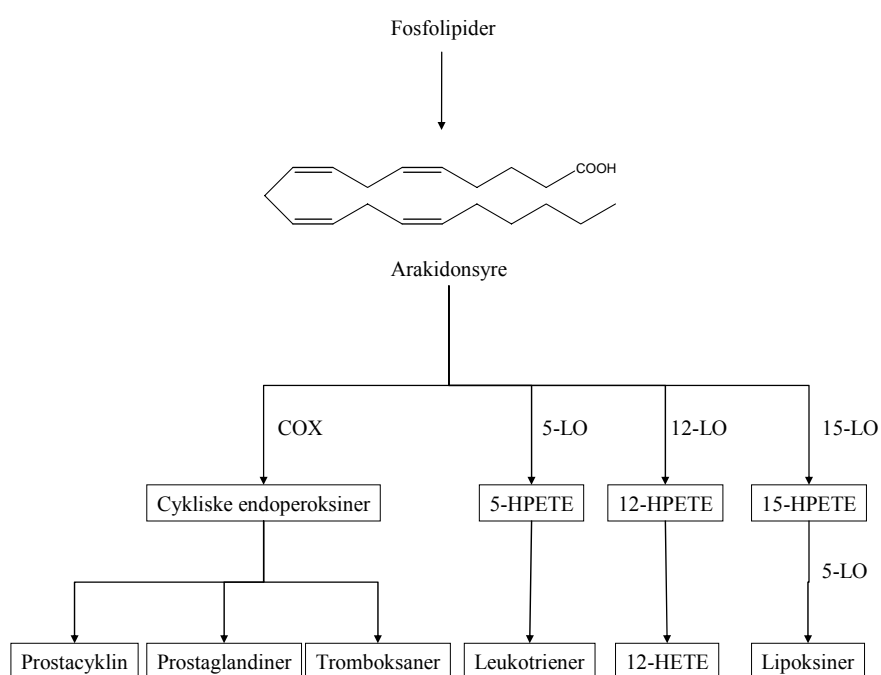 Fosfolipider
COOH
Arakidonsyre
COX
5-LO
12-LO
15-LO
Cykliske endoperoksiner
5-HPETE
12-HPETE
15-HPETE
5-LO
Prostacyklin
Prostaglandiner
Tromboksaner
Leukotriener
12-HETE
Lipoksiner